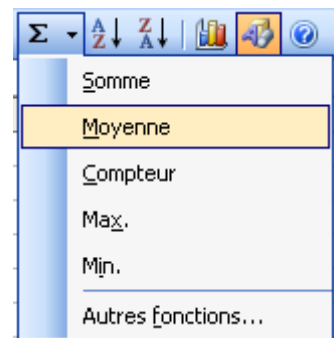 Σ A Z Z A ?
Somme
Moyenne
Compteur
Max.
Min.
Autres fonctions...